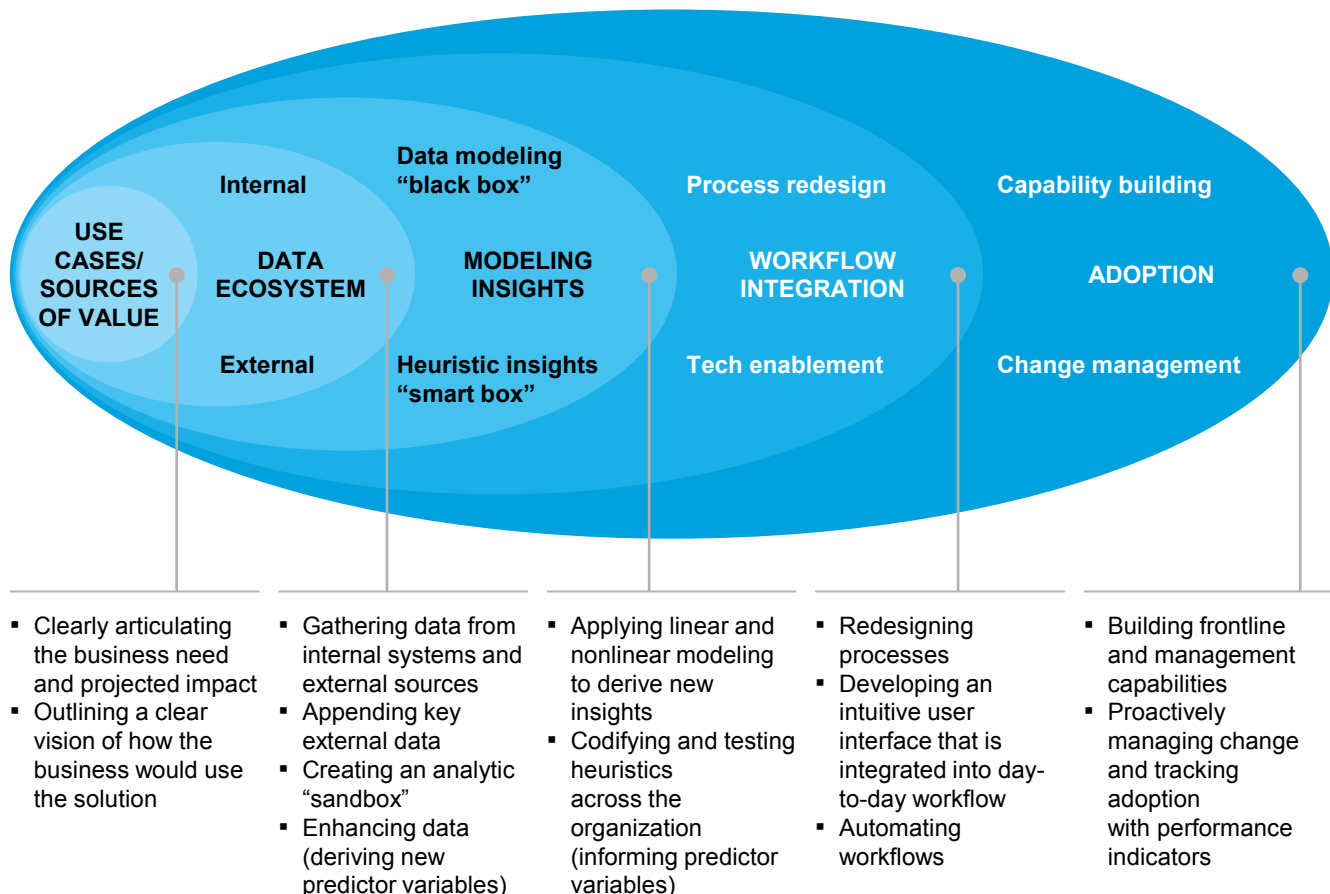 USE
CASES/
SOURCES
OF VALUE
Internal
DATA
ECOSYSTEM
External
Data modeling
“black box”
MODELING
INSIGHTS
Heuristic insights
“smart box”
Process redesign
WORKFLOW
INTEGRATION
Tech enablement
Capability building
ADOPTION
Change management
▪ Clearly articulating
the business need
and projected impact
▪ Outlining a clear
vision of how the
business would use
the solution
▪ Gathering data from
internal systems and
external sources
▪ Appending key
external data
▪ Creating an analytic
“sandbox”
▪ Enhancing data
(deriving new
predictor variables)
▪ Applying linear and
nonlinear modeling
to derive new
insights
▪ Codifying and testing
heuristics
across the
organization
(informing predictor
variables)
▪ Redesigning
processes
▪ Developing an
intuitive user
interface that is
integrated into day-
to-day workflow
▪ Automating
workflows
▪ Building frontline
and management
capabilities
▪ Proactively
managing change
and tracking
adoption
with performance
indicators